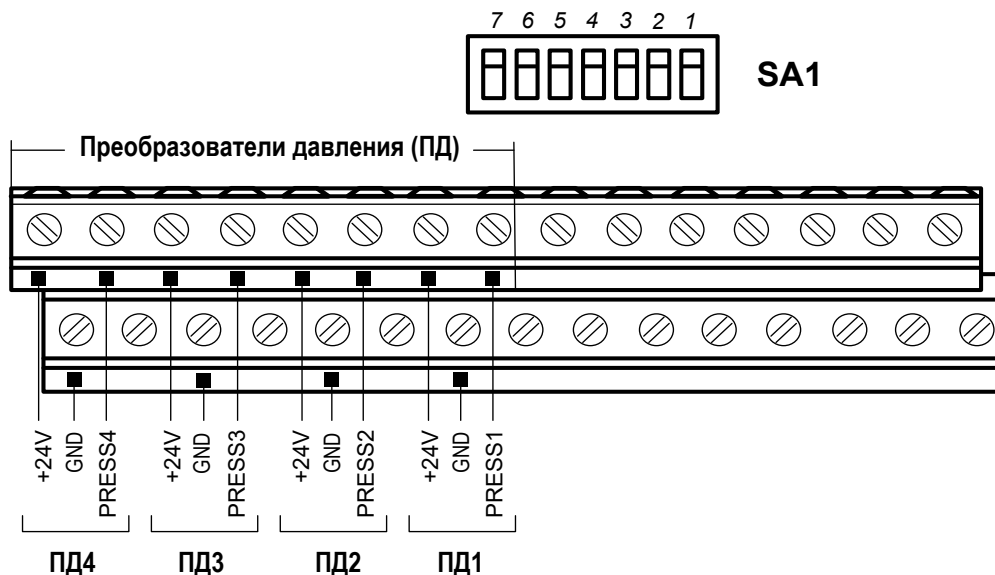 7 6 5 4 3 2 1
SA1
Преобразователи давления (ПД)
+24V GND PRESS4 +24V GND PRESS3 +24V GND PRESS2 +24V GND PRESS1
ПД4 ПД3 ПД2 ПД1